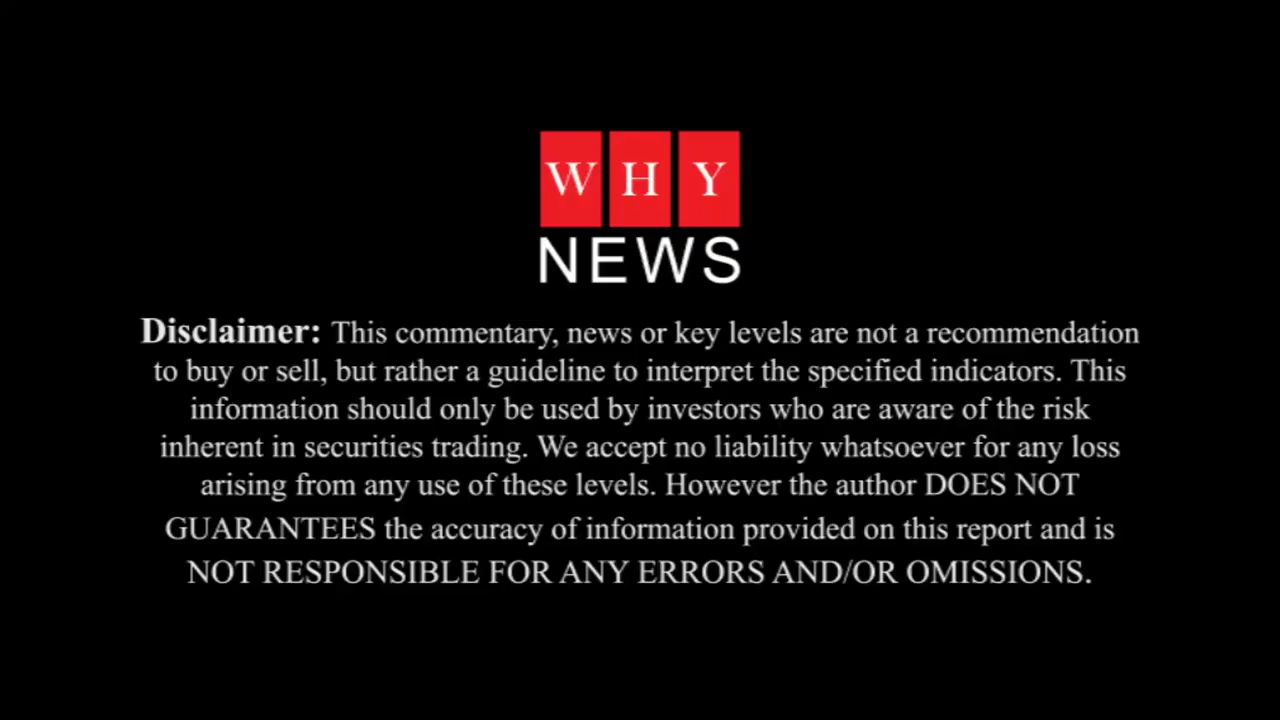 WHY
NEWS
Disclaimer: This commentary, news or key levels are not a recommendation
to buy or sell, but rather a guideline to interpret the specified indicators. This
information should only be used by investors who are aware of the risk
inherent in securities trading. We accept no liability whatsoever for any loss
arising from any use of these levels. However the author DOES NOT
GUARANTEES the accuracy of information provided on this report and is
NOT RESPONSIBLE FOR ANY ERRORS AND/OR OMISSIONS.